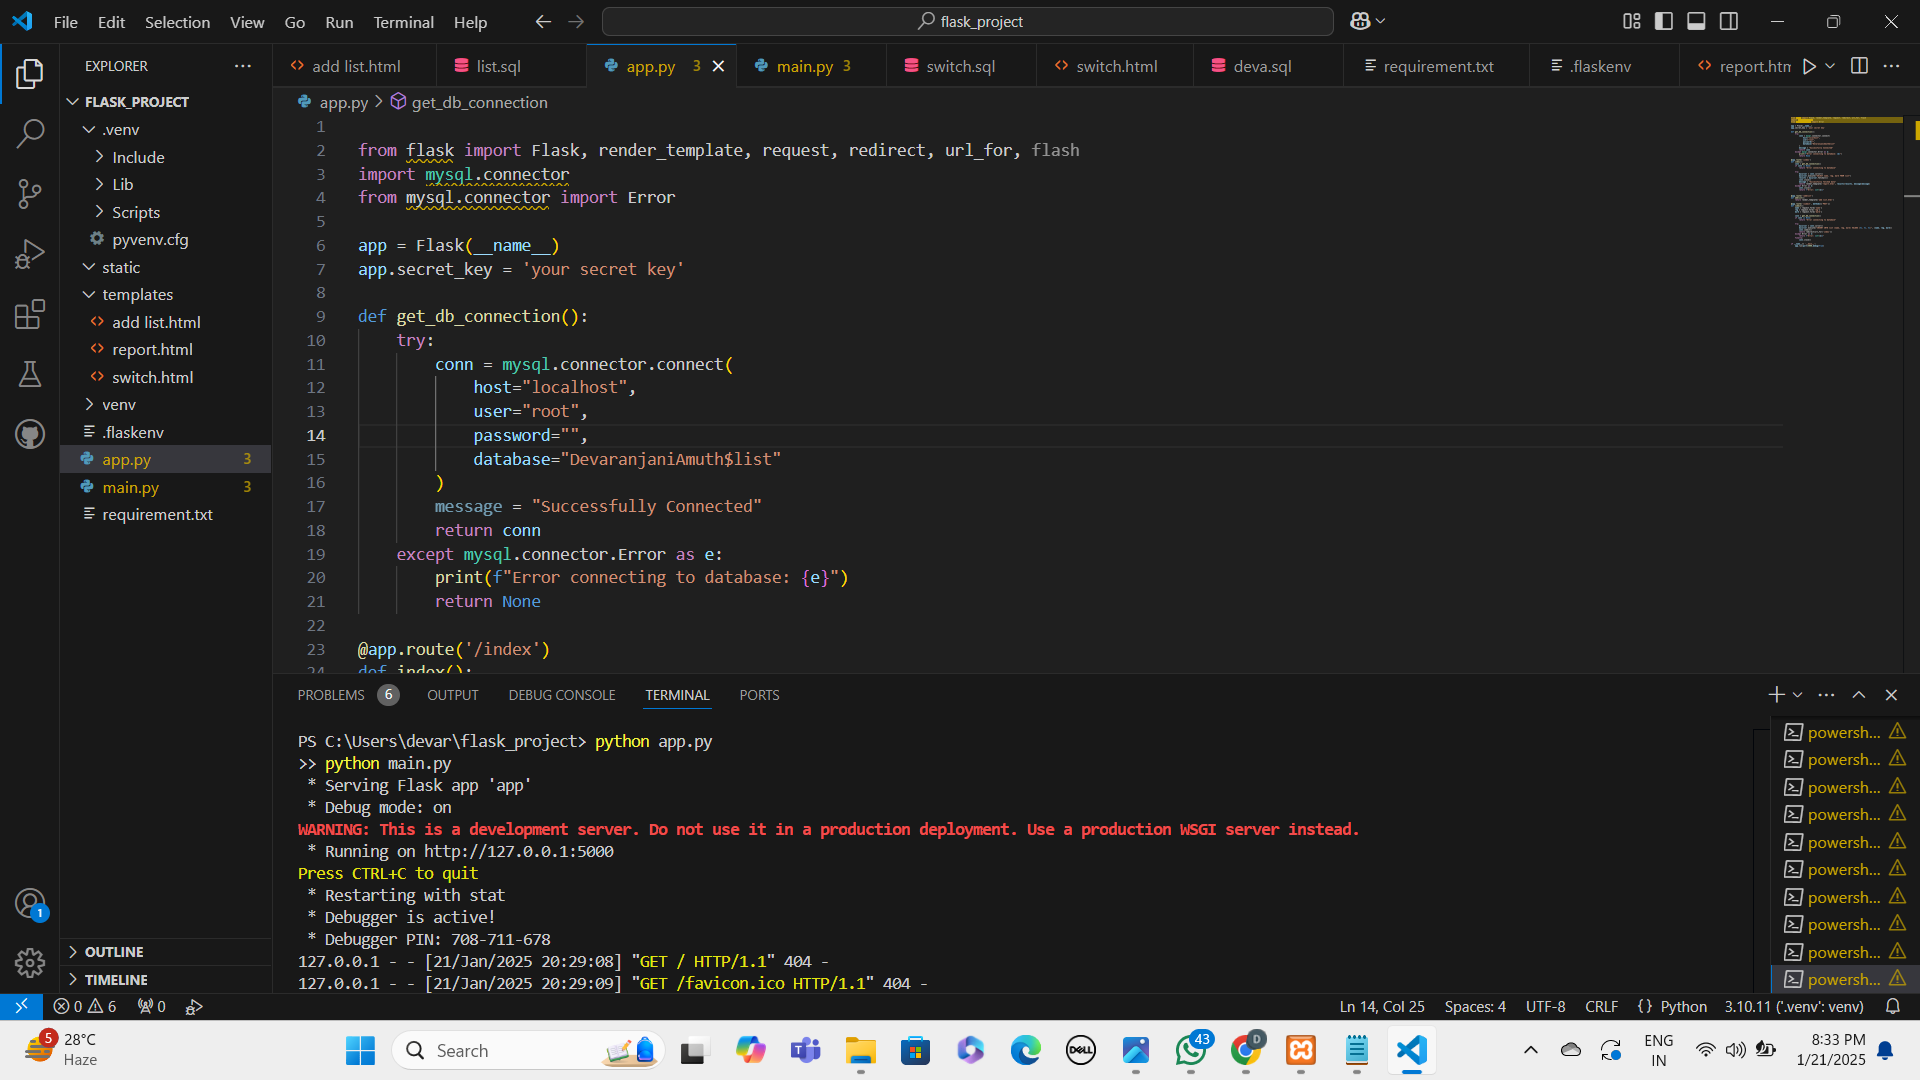 File Edit Selection View Go Run Terminal Help
flask_project
EXPLORER
FLASK_PROJECT
.venv
Include
Lib
Scripts
pyvenv.cfg
static
templates
add list.html
report.html
switch.html
venv
.flaskenv
app.py 3
main.py 3
requirement.txt
OUTLINE
TIMELINE
1
add list.html list.sql app.py 3 main.py 3 switch.sql switch.html deva.sql requirement.txt .flaskenv report.htm
app.py > get_db_connection
1
2 from flask import Flask, render_template, request, redirect, url_for, flash
3 import mysql.connector
4 from mysql.connector import Error
5
6 app = Flask(__name__)
7 app.secret_key = 'your secret key'
8
9 def get_db_connection():
10 try:
11 conn = mysql.connector.connect(
12 host="localhost",
13 user="root",
14 password="",
15 database="DevaranjaniAmuth$list"
16 )
17 message = "Successfully Connected"
18 return conn
19 except mysql.connector.Error as e:
20 print(f"Error connecting to database: {e}")
21 return None
22
23 @app.route('/index')
24 def index():
PROBLEMS 6 OUTPUT DEBUG CONSOLE TERMINAL PORTS
PS C:\Users\devar\flask_project> python app.py
>> python main.py
* Serving Flask app 'app'
* Debug mode: on
WARNING: This is a development server. Do not use it in a production deployment. Use a production WSGI server instead.
* Running on http://127.0.0.1:5000
Press CTRL+C to quit
* Restarting with stat
* Debugger is active!
* Debugger PIN: 708-711-678
127.0.0.1 - - [21/Jan/2025 20:29:08] "GET / HTTP/1.1" 404 -
127.0.0.1 - - [21/Jan/2025 20:29:09] "GET /favicon.ico HTTP/1.1" 404 -
powersh...
powersh...
powersh...
powersh...
powersh...
powersh...
powersh...
powersh...
powersh...
powersh...
0 6 0 Ln 14, Col 25 Spaces: 4 UTF-8 CRLF {} Python 3.10.11 ('.venv': venv)
5
28°C
Haze
Search
DELL
43
D
ENG
IN
8:33 PM
1/21/2025